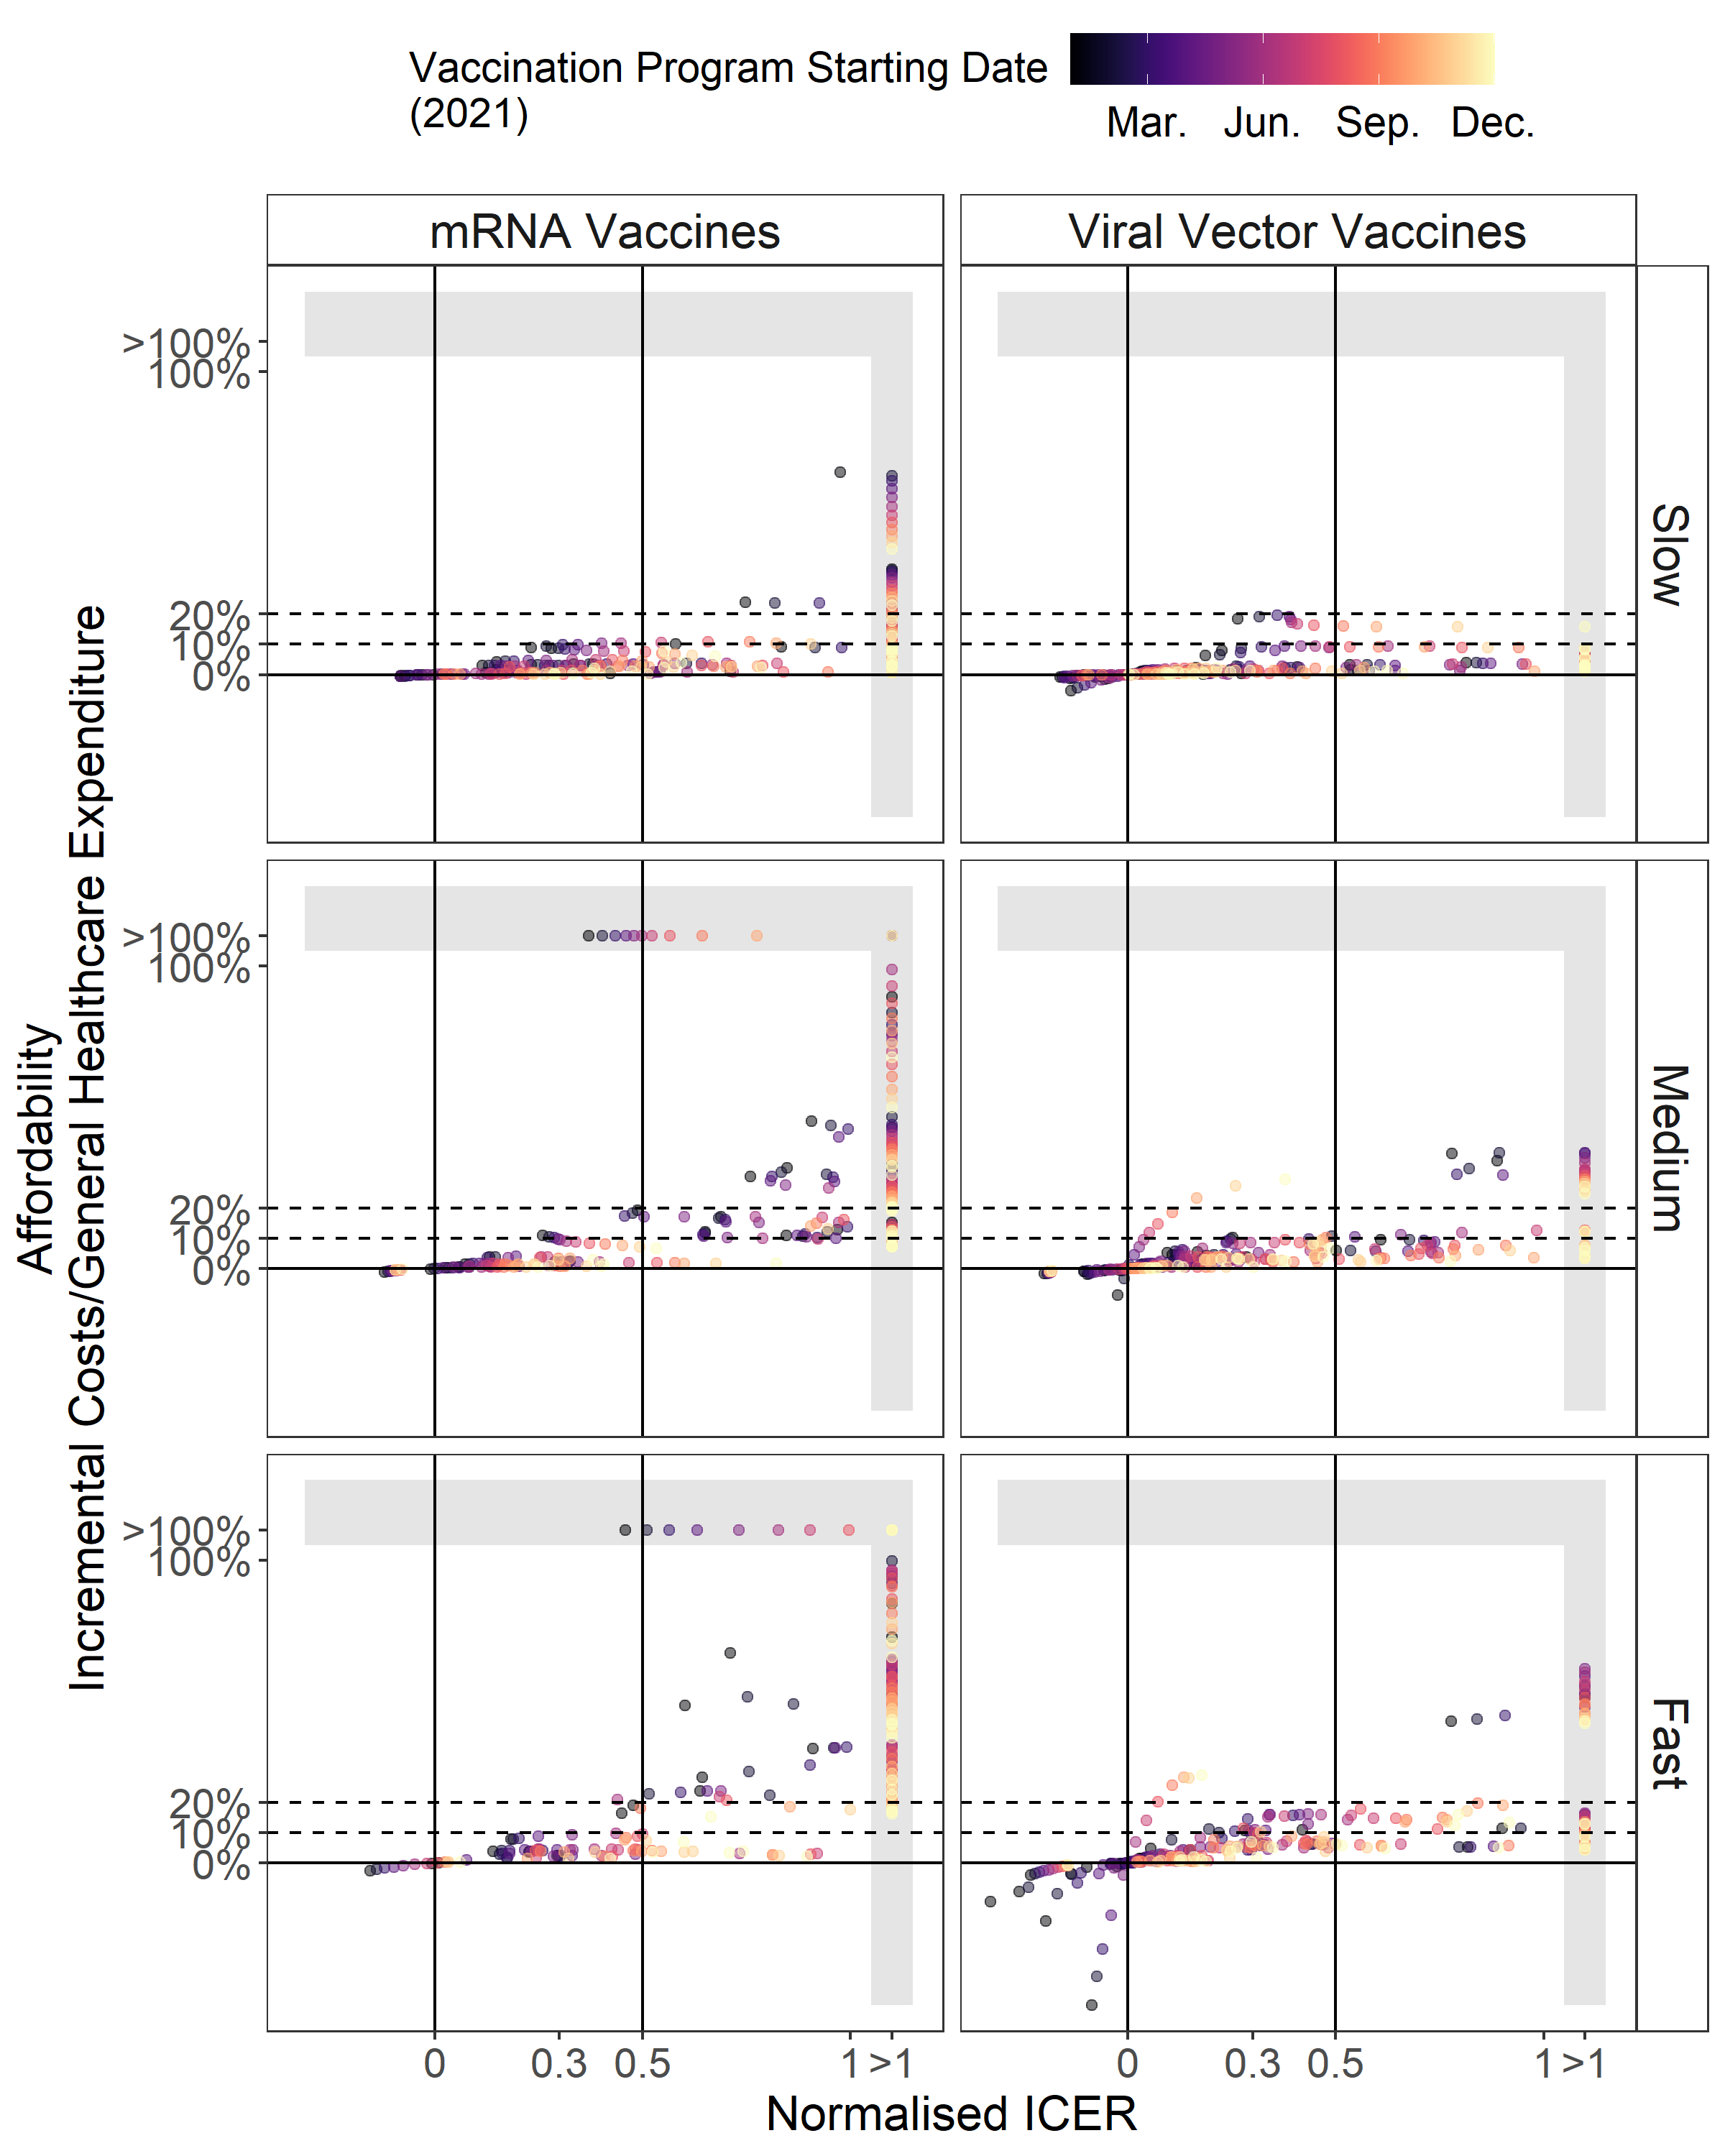 Vaccination Program Starting Date
(2021)
Mar. Jun. Sep. Dec.
mRNA Vaccines
Viral Vector Vaccines
>100%
100%
20%
10%
0%
Slow
>100%
100%
20%
10%
0%
Medium
>100%
100%
20%
10%
0%
Fast
Affordability
Incremental Costs/General Healthcare Expenditure
0 0.3 0.5 1 >1
0 0.3 0.5 1 >1
Normalised ICER